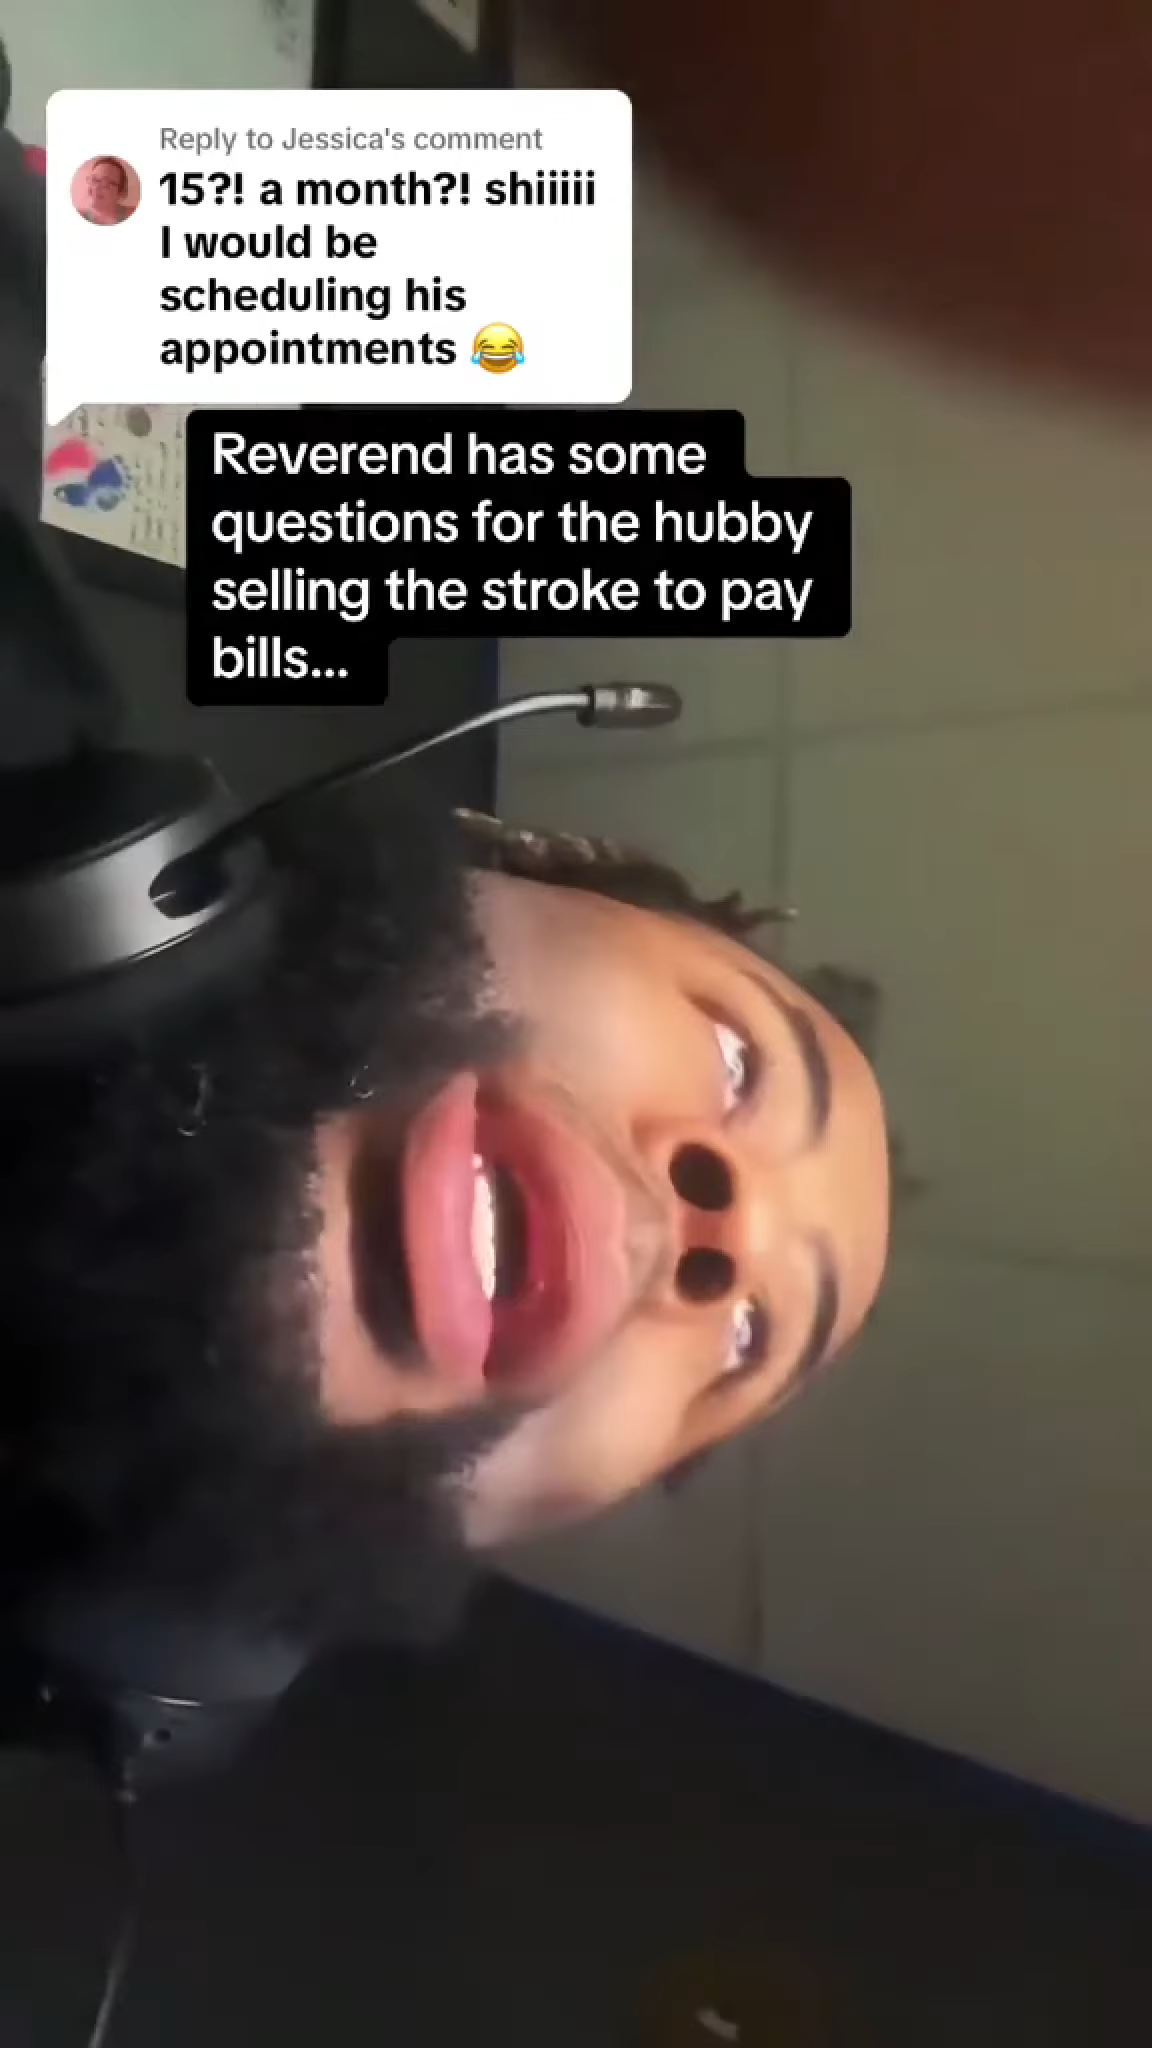 Reply to Jessica's comment
15?! a month?! shiiiii
I would be
scheduling his
appointments 😂
Reverend has some
questions for the hubby
selling the stroke to pay
bills...